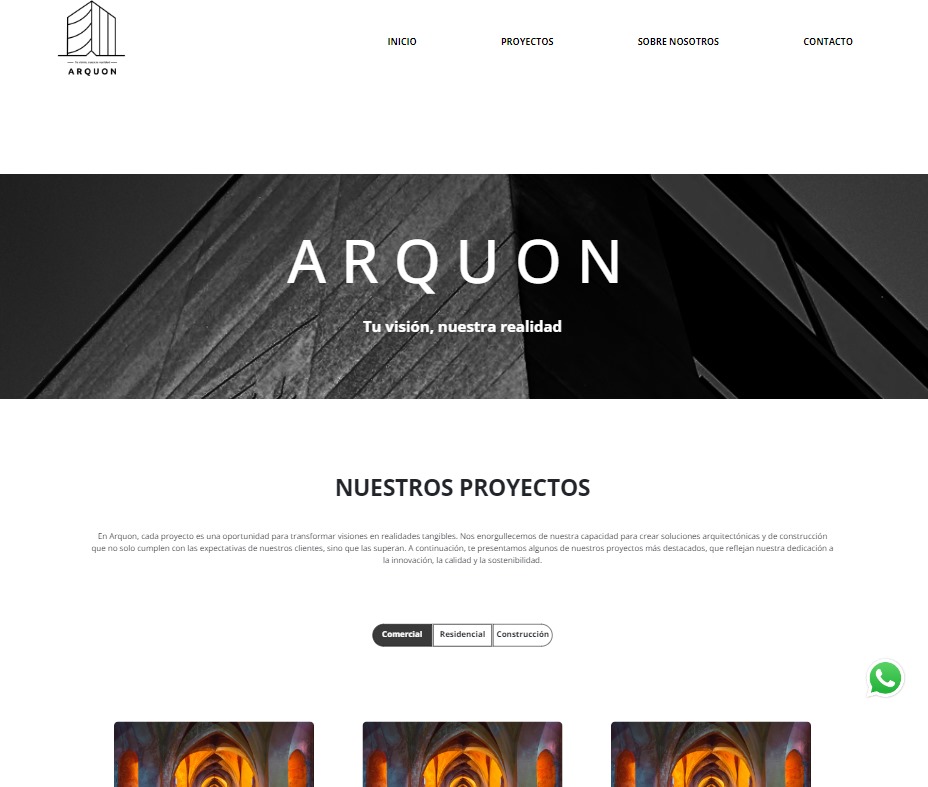 INICIO
PROYECTOS
SOBRE NOSOTROS
CONTACTO
ARQUON
ARQUON
Tu visión, nuestra realidad
NUESTROS PROYECTOS
En Arquon, cada proyecto es una oportunidad para transformar visiones en realidades tangibles. Nos enorgullecemos de nuestra capacidad para crear soluciones arquitectónicas y de construcción
que no solo cumplen con las expectativas de nuestros clientes, sino que las superan. A continuación, te presentamos algunos de nuestros proyectos más destacados, que reflejan nuestra dedicación a
la innovación, la calidad y la sostenibilidad.
Comercial
Residencial
Construcción